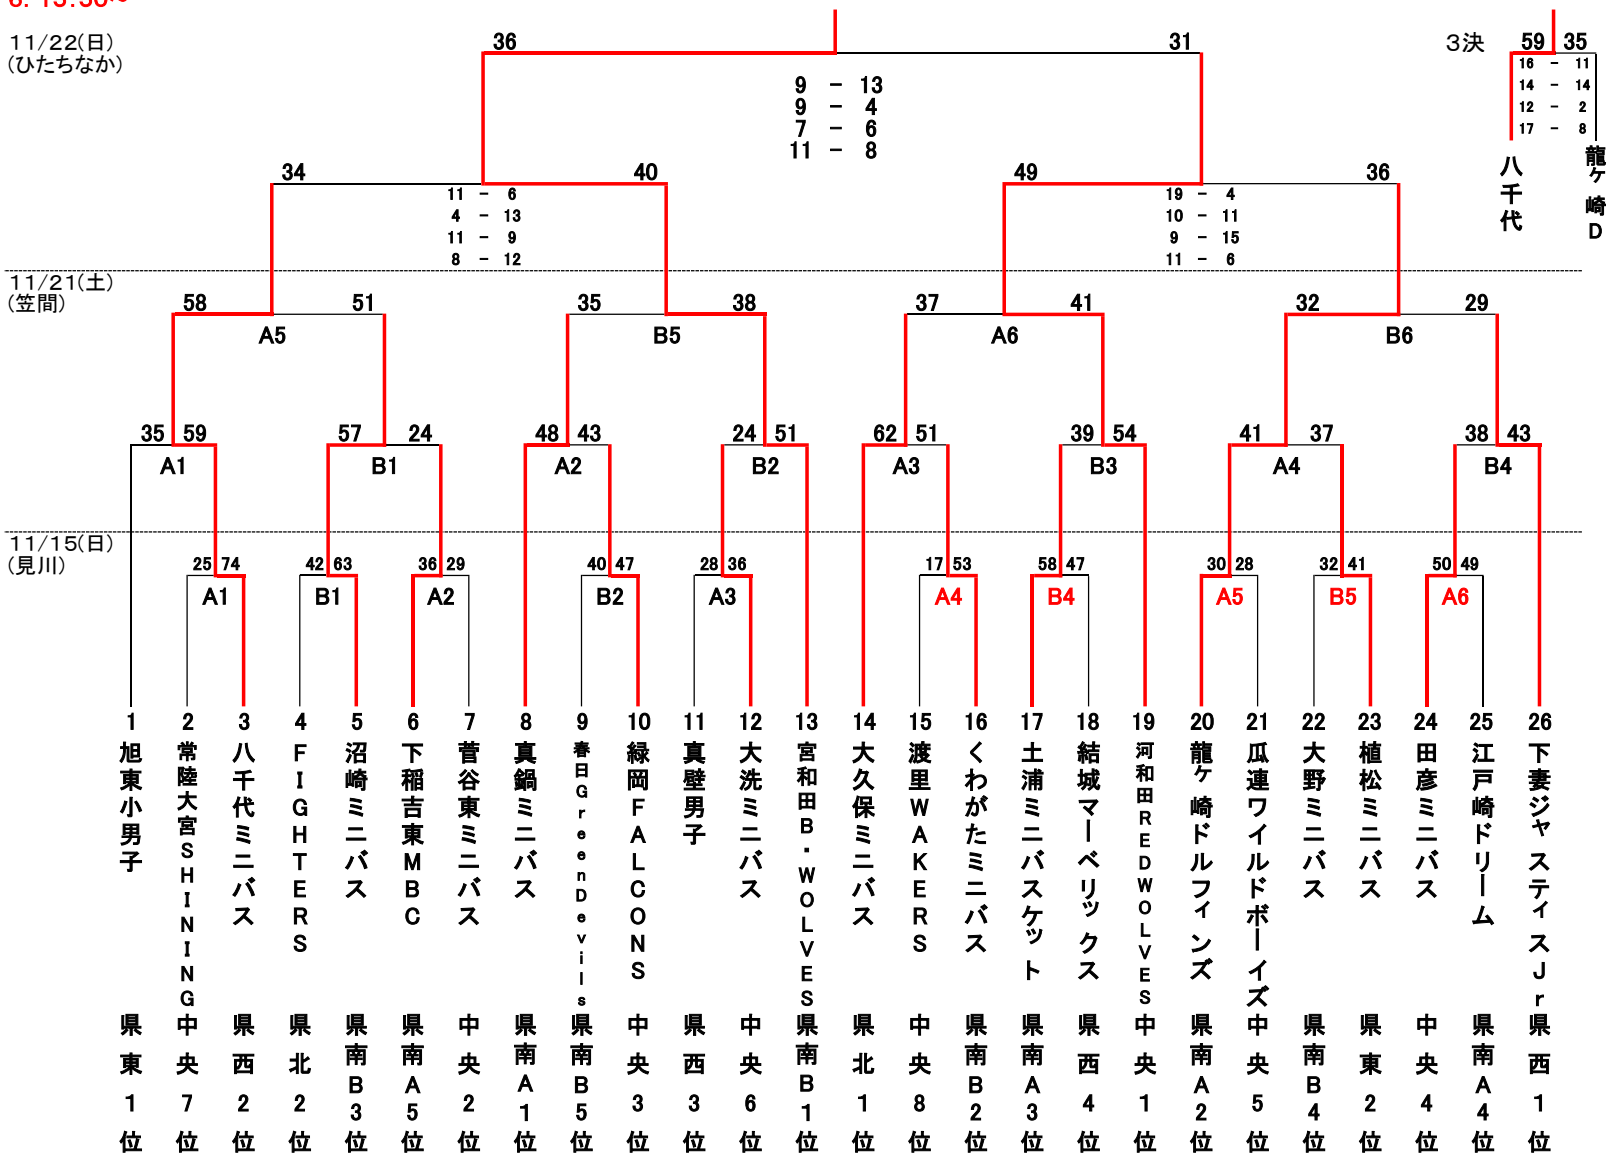 11/22(日)
(ひたちなか)
36
31
3決
59 35
16 - 11
14 - 14
12 - 2
17 - 8
八千代
龍ヶ崎D
9 - 13
9 - 4
7 - 6
11 - 8
34
40
49
36
11 - 6
4 - 13
11 - 9
8 - 12
19 - 4
10 - 11
9 - 15
11 - 6
11/21(土)
(笠間)
58 51
A5
35 38
B5
37 41
A6
32 29
B6
35 59
A1
57 24
B1
48 43
A2
24 51
B2
62 51
A3
39 54
B3
41 37
A4
38 43
B4
11/15(日)
(見川)
25 74
A1
42 63
B1
36 29
A2
40 47
B2
28 36
A3
17 53
A4
58 47
B4
30 28
A5
32 41
B5
50 49
A6
1 旭東小男子 県東1位
2 常陸大宮SHINING 中央7位
3 八千代ミニバス 県西2位
4 FIGHTERS 県北2位
5 沼崎ミニバス 県南B3位
6 下稲吉東MBC 県南A5位
7 菅谷東ミニバス 中央2位
8 真鍋ミニバス 県南A1位
9 春日GreenDevils 県南B5位
10 緑岡FALCONS 中央3位
11 真壁男子 県西3位
12 大洗ミニバス 中央6位
13 宮和田B・WOLVES 県南B1位
14 大久保ミニバス 県北1位
15 渡里WAKERS 中央8位
16 くわがたミニバス 県南B2位
17 土浦ミニバスケット 県南A3位
18 結城マーベリックス 県西4位
19 河和田REDWOLVES 中央1位
20 龍ヶ崎ドルフィンズ 県南A2位
21 瓜連ワイルドボーイズ 中央5位
22 大野ミニバス 県南B4位
23 植松ミニバス 県東2位
24 田彦ミニバス 中央4位
25 江戸崎ドリーム 県南A4位
26 下妻ジャスティスJr 県西1位